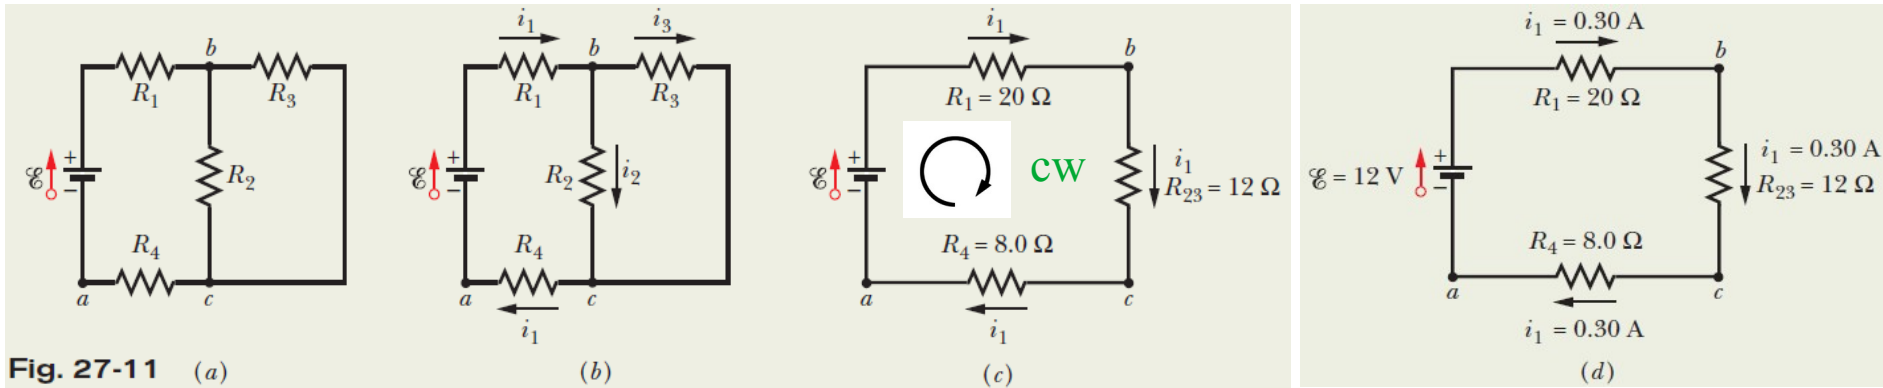 b
R₁
R₃
ℰ
+
−
R₂
R₄
a
c
Fig. 27-11 (a)
i₁
i₃
b
R₁
R₃
ℰ
+
−
R₂
i₂
R₄
a
c
i₁
(b)
i₁
b
R₁ = 20 Ω
ℰ
+
−
cw
i₁
R₂₃ = 12 Ω
R₄ = 8.0 Ω
a
c
i₁
(c)
i₁ = 0.30 A
b
R₁ = 20 Ω
ℰ = 12 V
+
−
i₁ = 0.30 A
R₂₃ = 12 Ω
R₄ = 8.0 Ω
a
c
i₁ = 0.30 A
(d)